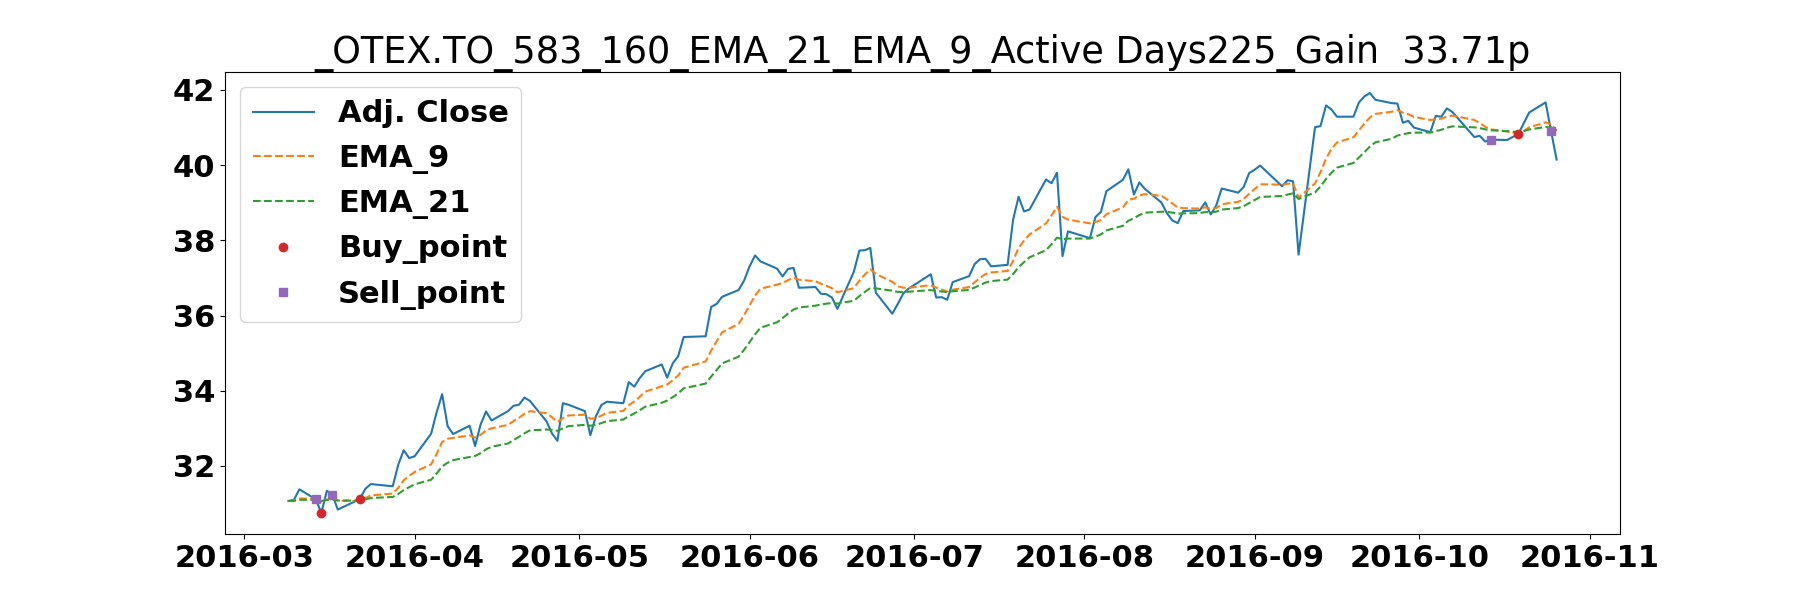 _OTEX.TO_583_160_EMA_21_EMA_9_Active Days225_Gain  33.71p
42
40
38
36
34
32
Adj. Close
EMA_9
EMA_21
Buy_point
Sell_point
2016-03 2016-04 2016-05 2016-06 2016-07 2016-08 2016-09 2016-10 2016-11